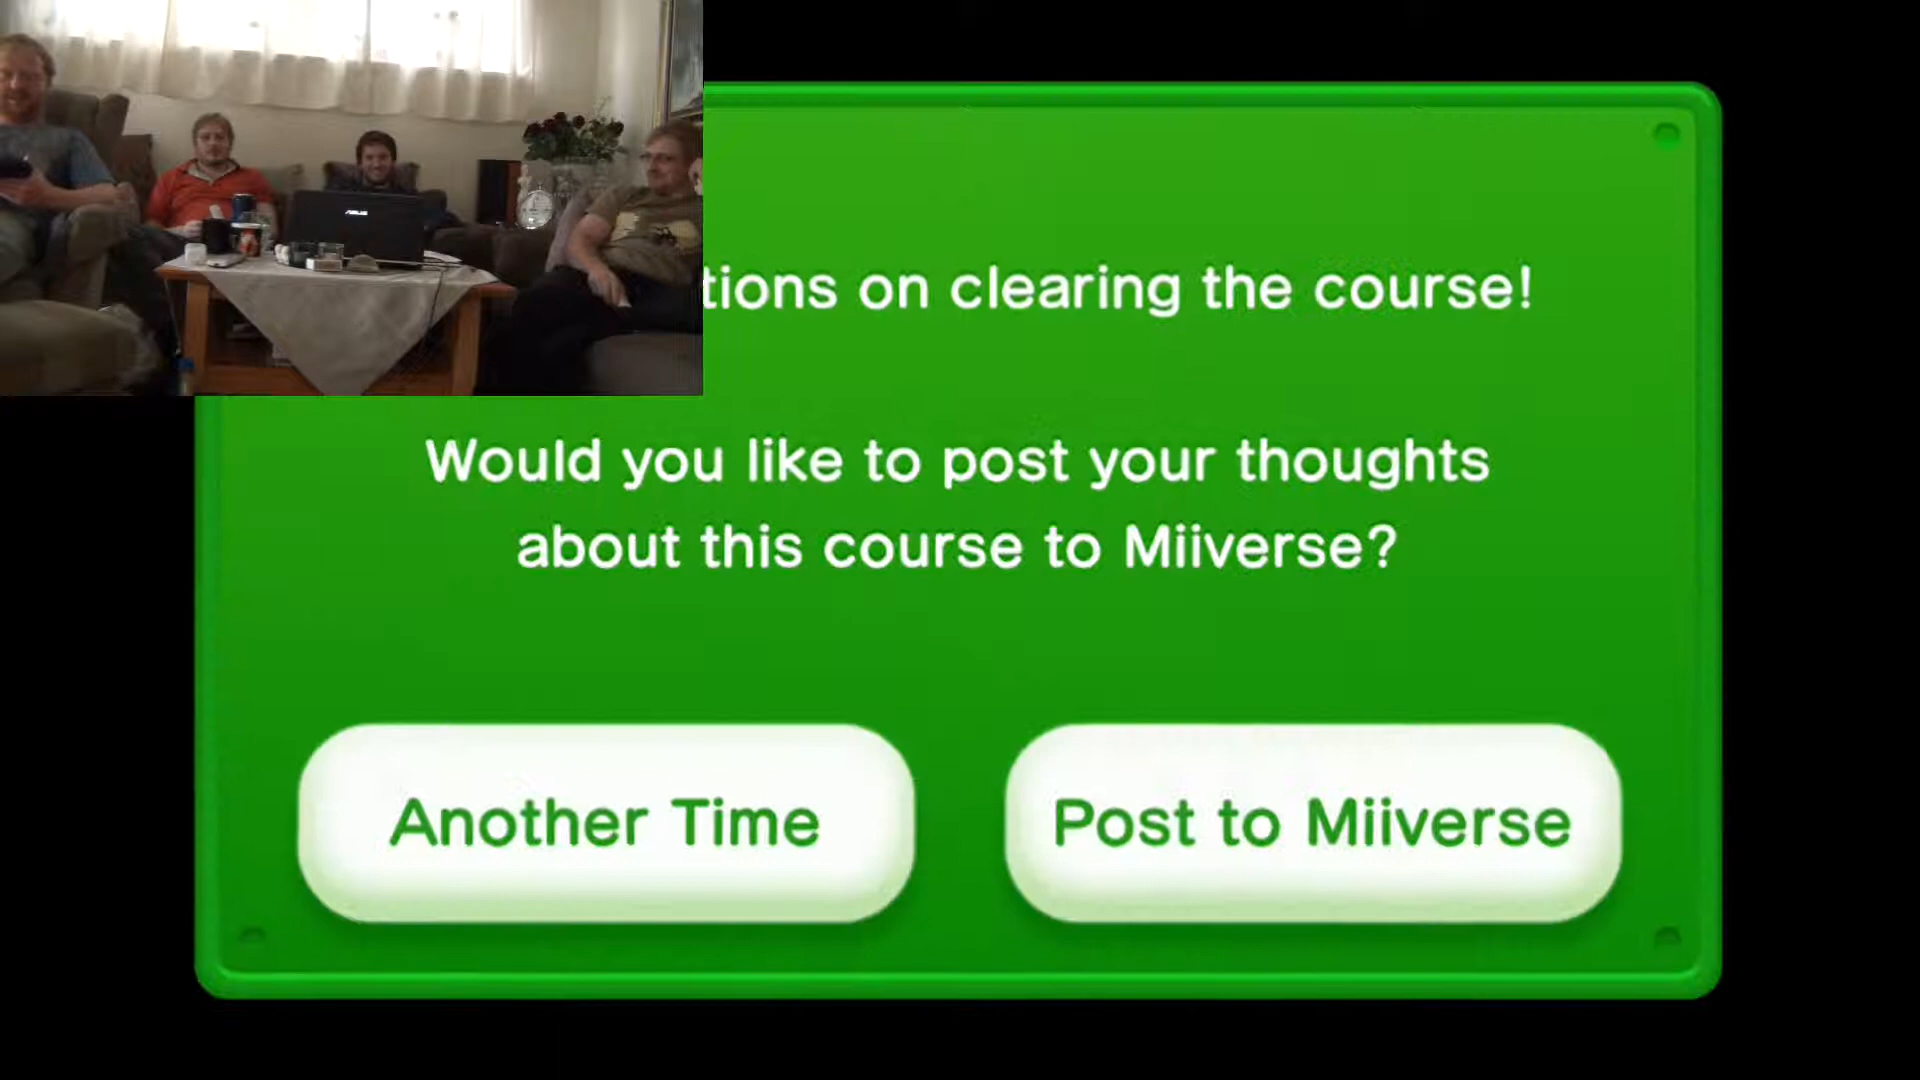 ASUS
tions on clearing the course!
Would you like to post your thoughts
about this course to Miiverse?
Another Time
Post to Miiverse